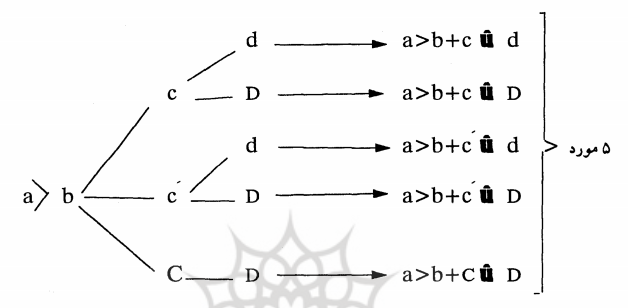 d a>b+c û d
c D a>b+c û D
d a>b+c´ û d
۵ مورد
a> b c´ D a>b+c´ û D
C D a>b+C û D